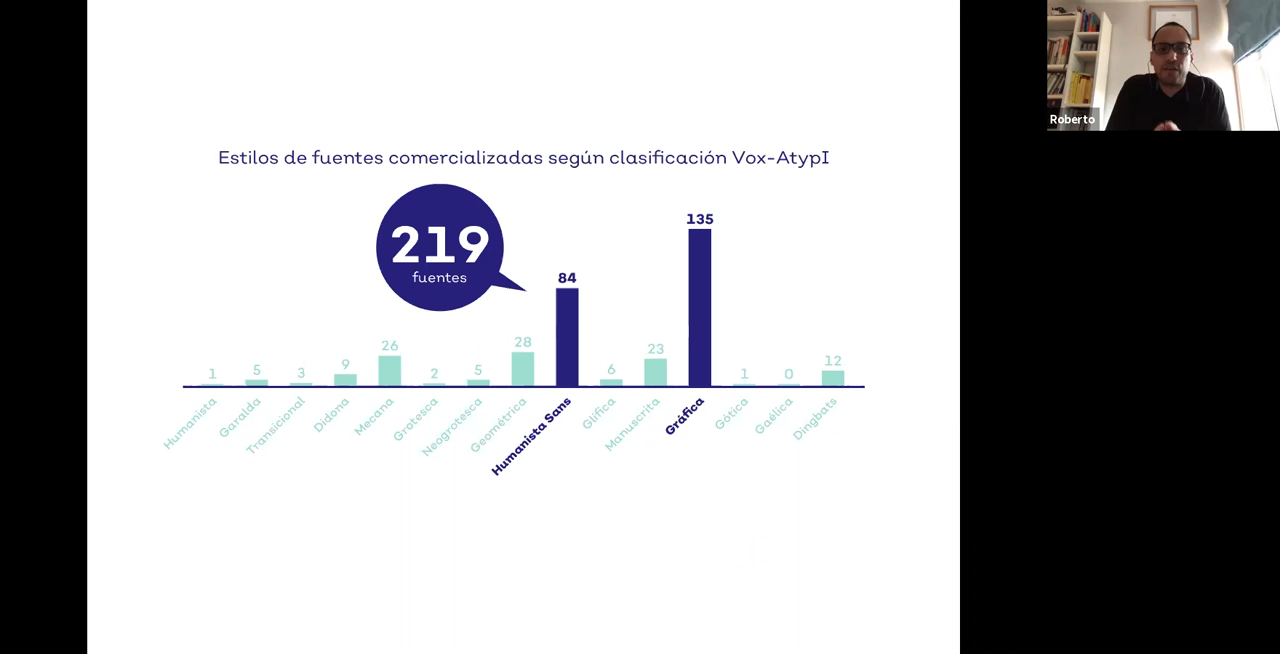 Estilos de fuentes comercializadas según clasificación Vox-AtypI
219
fuentes
1
5
3
9
26
2
5
28
84
6
23
135
1
0
12
Humanista
Garalda
Transicional
Didona
Mecana
Grotesca
Neogrotesca
Geométrica
Humanista Sans
Glífica
Manuscrita
Gráfica
Gótica
Gaélica
Dingbats
Roberto